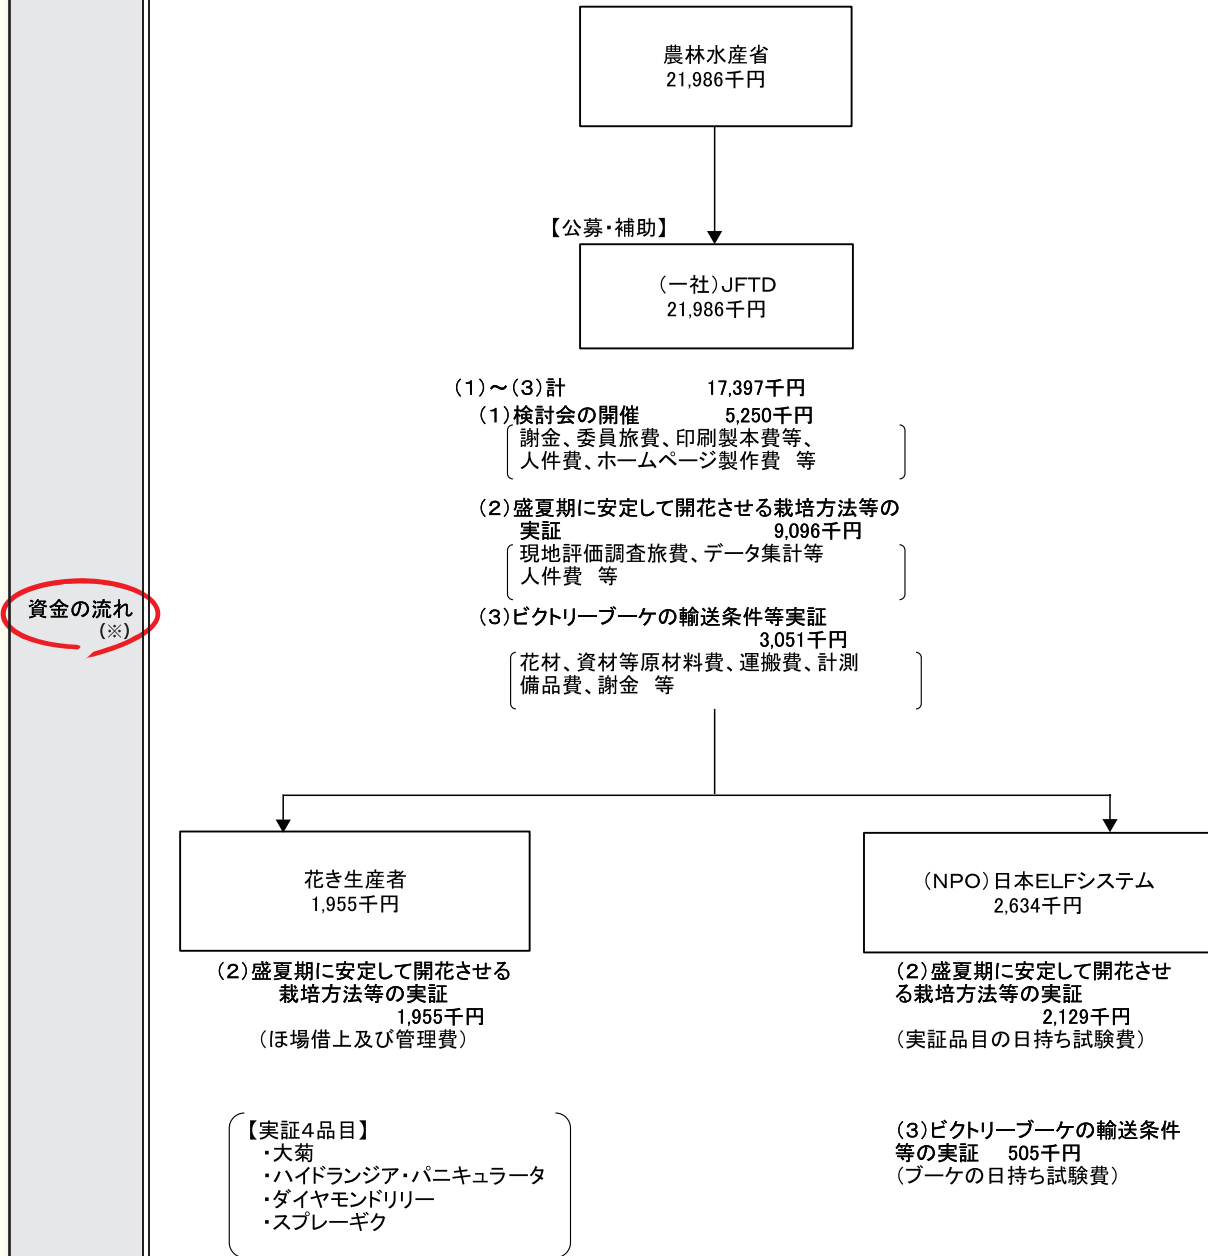 農林水産省
21,986千円
【公募・補助】
（一社）JFTD
21,986千円
（1）～（3）計 17,397千円
（1）検討会の開催 5,250千円
謝金、委員旅費、印刷製本費等、
人件費、ホームページ製作費 等
（2）盛夏期に安定して開花させる栽培方法等の
実証 9,096千円
現地評価調査旅費、データ集計等
人件費 等
資金の流れ
（※）
（3）ビクトリーブーケの輸送条件等実証
3,051千円
花材、資材等原材料費、運搬費、計測
備品費、謝金 等
花き生産者
1,955千円
（2）盛夏期に安定して開花させる
栽培方法等の実証
1,955千円
（ほ場借上及び管理費）
【実証4品目】
・大菊
・ハイドランジア・パニキュラータ
・ダイヤモンドリリー
・スプレーギク
（NPO）日本ELFシステム
2,634千円
（2）盛夏期に安定して開花させ
る栽培方法等の実証
2,129千円
（実証品目の日持ち試験費）
（3）ビクトリーブーケの輸送条件
等の実証 505千円
（ブーケの日持ち試験費）